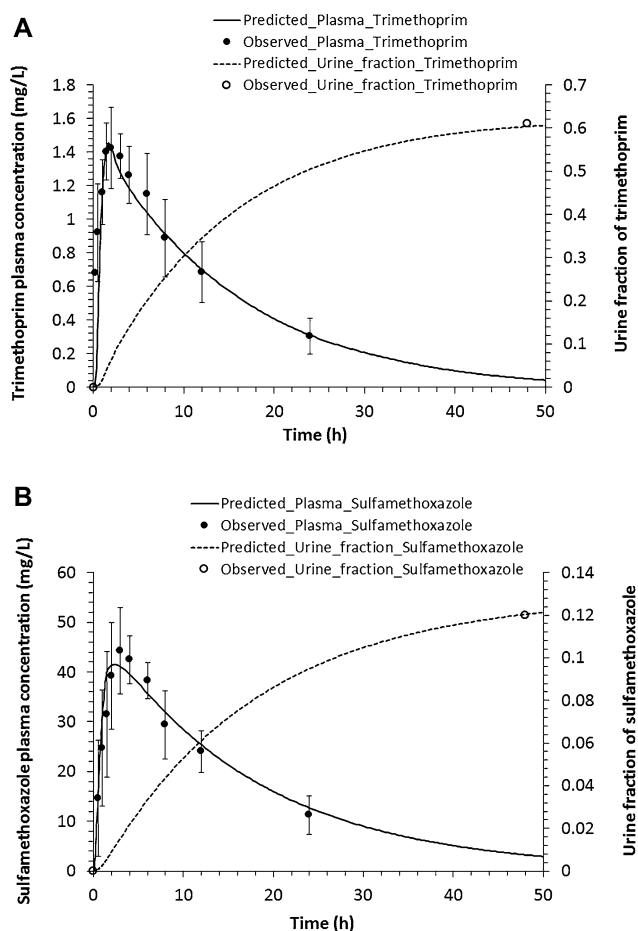 A
Predicted_Plasma_Trimethoprim
Observed_Plasma_Trimethoprim
Predicted_Urine_fraction_Trimethoprim
Observed_Urine_fraction_Trimethoprim
Trimethoprim plasma concentration (mg/L)
1.8
1.6
1.4
1.2
1
0.8
0.6
0.4
0.2
0
0.7
0.6
0.5
0.4
0.3
0.2
0.1
0
Urine fraction of trimethoprim
0 10 20 30 40 50
Time (h)
B
Predicted_Plasma_Sulfamethoxazole
Observed_Plasma_Sulfamethoxazole
Predicted_Urine_fraction_Sulfamethoxazole
Observed_Urine_fraction_Sulfamethoxazole
Sulfamethoxazole plasma concentration (mg/L)
60
50
40
30
20
10
0
0.14
0.12
0.1
0.08
0.06
0.04
0.02
0
Urine fraction of sulfamethoxazole
0 10 20 30 40 50
Time (h)